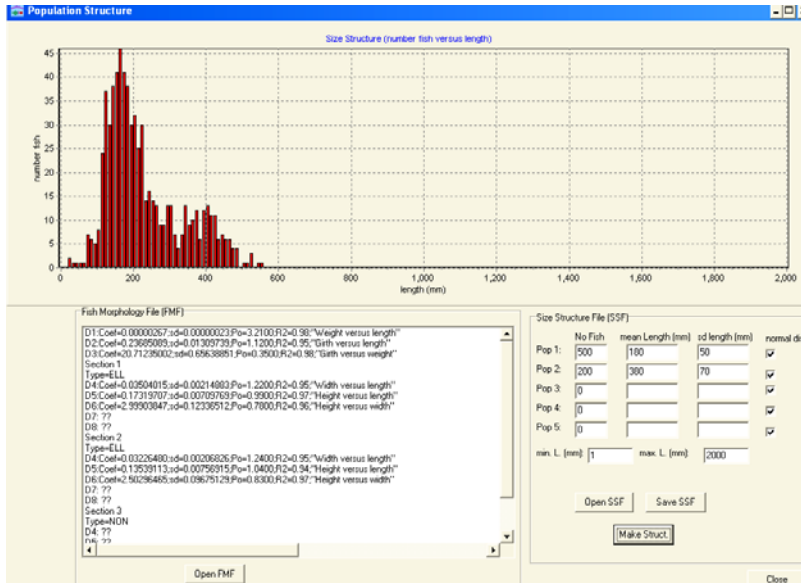 Population Structure
Size Structure (number fish versus length)
45
40
35
30
25
20
15
10
5
0
number fish
0 200 400 600 800 1,000 1,200 1,400 1,600 1,800 2,000
length (mm)
Fish Morphology File (FMF)
D1:Coef=0.00000267;sd=0.00000023;Po=3.2100;R2=0.98;"Weight versus length"
D2:Coef=0.23685089;sd=0.01309739;Po=1.1200;R2=0.95;"Girth versus length"
D3:Coef=20.71235002;sd=0.65638851;Po=0.3500;R2=0.98;"Girth versus weight"
Section 1
Type=ELL
D4:Coef=0.03504015;sd=0.00214883;Po=1.2200;R2=0.95;"Width versus length"
D5:Coef=0.17319707;sd=0.00709769;Po=0.9900;R2=0.97;"Height versus length"
D6:Coef=2.99903847;sd=0.12336512;Po=0.7800;R2=0.96;"Height versus width"
D7: ??
D8: ??
Section 2
Type=ELL
D4:Coef=0.03226480;sd=0.00206826;Po=1.2400;R2=0.95;"Width versus length"
D5:Coef=0.13539113;sd=0.00756915;Po=1.0400;R2=0.94;"Height versus length"
D6:Coef=2.50296465;sd=0.09675129;Po=0.8300;R2=0.97;"Height versus width"
D7: ??
D8: ??
Section 3
Type=NON
D4: ??
D5: ??
Open FMF
Size Structure File (SSF)
No Fish mean Length (mm) sd length (mm) normal di
Pop 1: 500 180 50
Pop 2: 200 380 70
Pop 3: 0
Pop 4: 0
Pop 5: 0
min. L. (mm): 1 max. L. (mm): 2000
Open SSF Save SSF
Make Struct.
Close